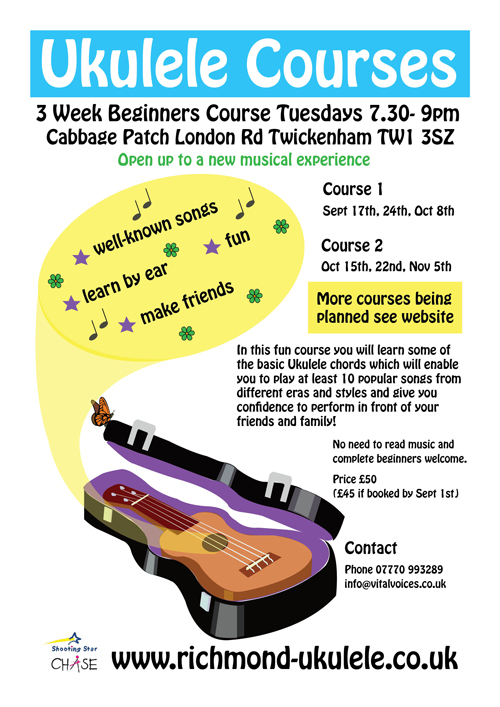 Ukulele Courses
3 Week Beginners Course Tuesdays 7.30- 9pm
Cabbage Patch London Rd Twickenham TW1 3SZ
Open up to a new musical experience
well-known songs
fun
learn by ear
make friends
Course 1
Sept 17th, 24th, Oct 8th
Course 2
Oct 15th, 22nd, Nov 5th
More courses being
planned see website
In this fun course you will learn some of
the basic Ukulele chords which will enable
you to play at least 10 popular songs from
different eras and styles and give you
confidence to perform in front of your
friends and family!
No need to read music and
complete beginners welcome.
Price £50
(£45 if booked by Sept 1st)
Contact
Phone 07770 993289
info@vitalvoices.co.uk
Shooting Star
CHASE
www.richmond-ukulele.co.uk